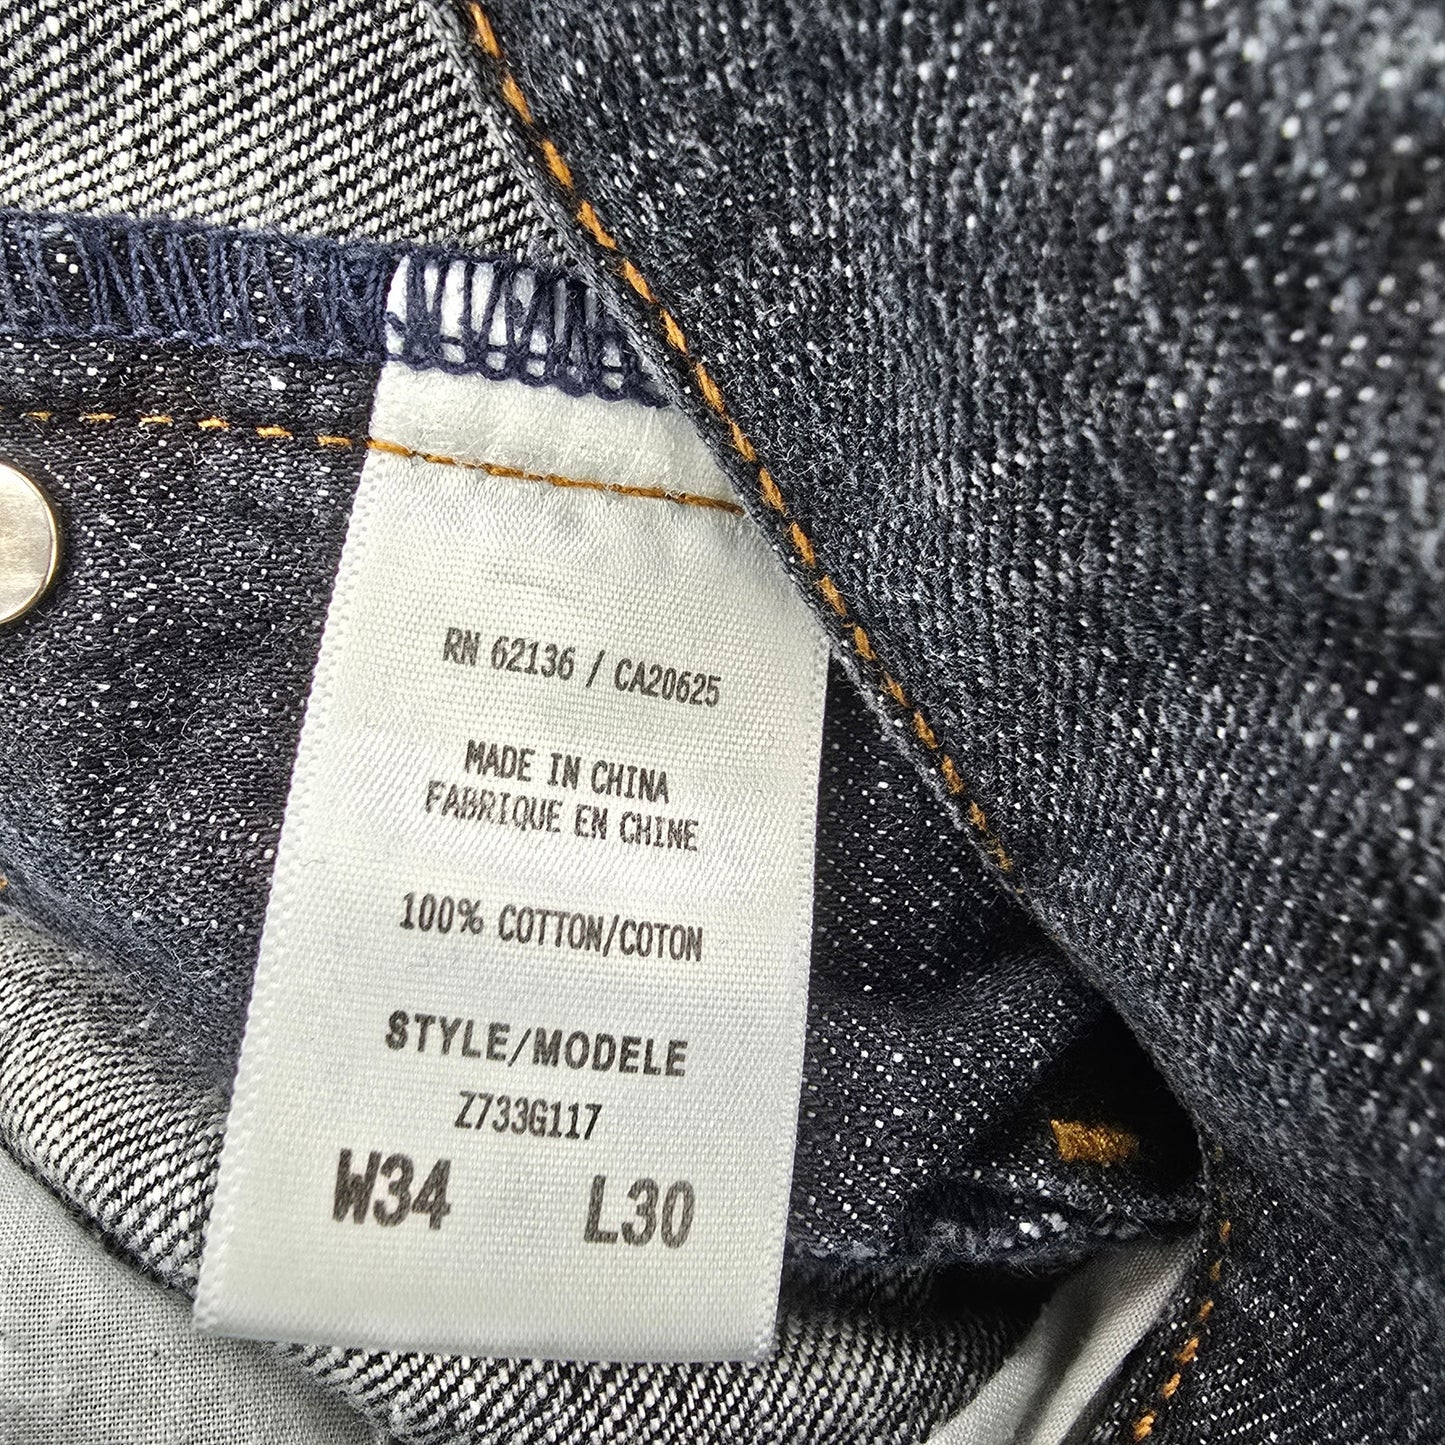 RN 62136 / CA20625
MADE IN CHINA
FABRIQUE EN CHINE
100% COTTON/COTON
STYLE/MODELE
Z733G117
W34 L30